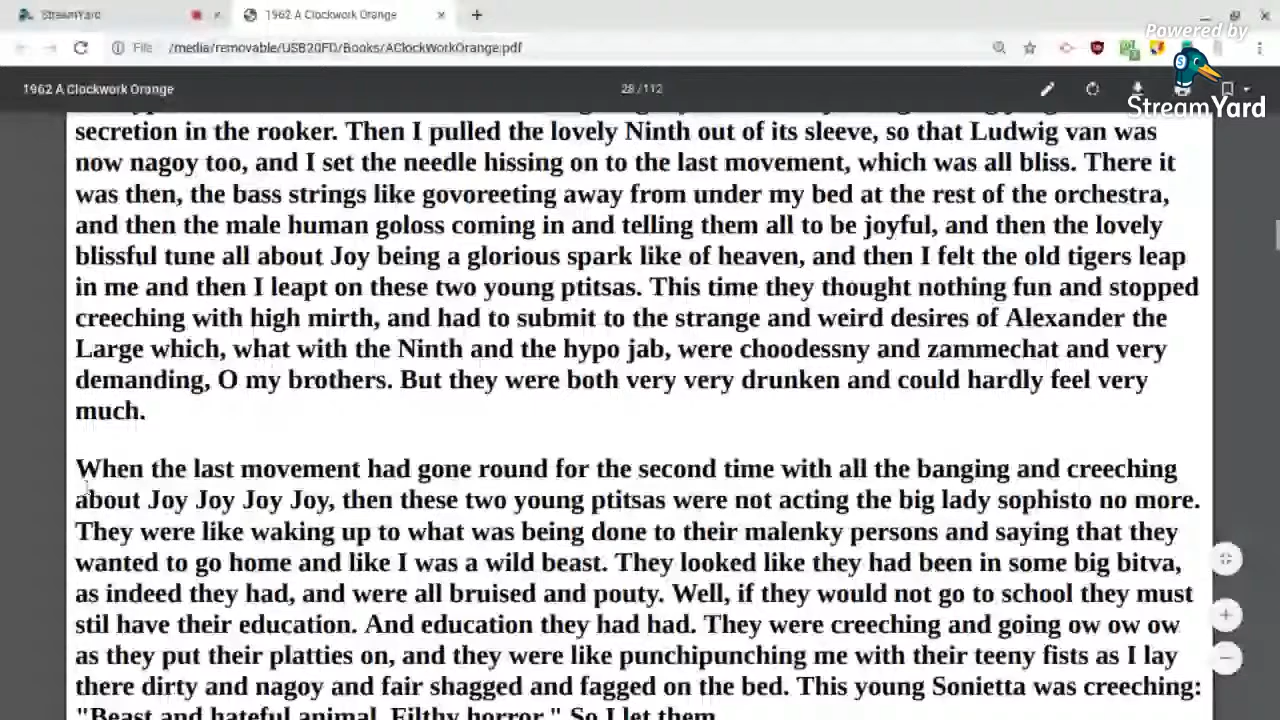 StreamYard
1962 A Clockwork Orange
File /media/removable/USB20FD/Books/AClockWorkOrange.pdf
Powered by
StreamYard
1962 A Clockwork Orange
28 / 112
secretion in the rooker. Then I pulled the lovely Ninth out of its sleeve, so that Ludwig van was
now nagoy too, and I set the needle hissing on to the last movement, which was all bliss. There it
was then, the bass strings like govoreeting away from under my bed at the rest of the orchestra,
and then the male human goloss coming in and telling them all to be joyful, and then the lovely
blissful tune all about Joy being a glorious spark like of heaven, and then I felt the old tigers leap
in me and then I leapt on these two young ptitsas. This time they thought nothing fun and stopped
creeching with high mirth, and had to submit to the strange and weird desires of Alexander the
Large which, what with the Ninth and the hypo jab, were choodessny and zammechat and very
demanding, O my brothers. But they were both very very drunken and could hardly feel very
much.
When the last movement had gone round for the second time with all the banging and creeching
about Joy Joy Joy Joy, then these two young ptitsas were not acting the big lady sophisto no more.
They were like waking up to what was being done to their malenky persons and saying that they
wanted to go home and like I was a wild beast. They looked like they had been in some big bitva,
as indeed they had, and were all bruised and pouty. Well, if they would not go to school they must
stil have their education. And education they had had. They were creeching and going ow ow ow
as they put their platties on, and they were like punchipunching me with their teeny fists as I lay
there dirty and nagoy and fair shagged and fagged on the bed. This young Sonietta was creeching:
"Beast and hateful animal. Filthy horror." So I let them